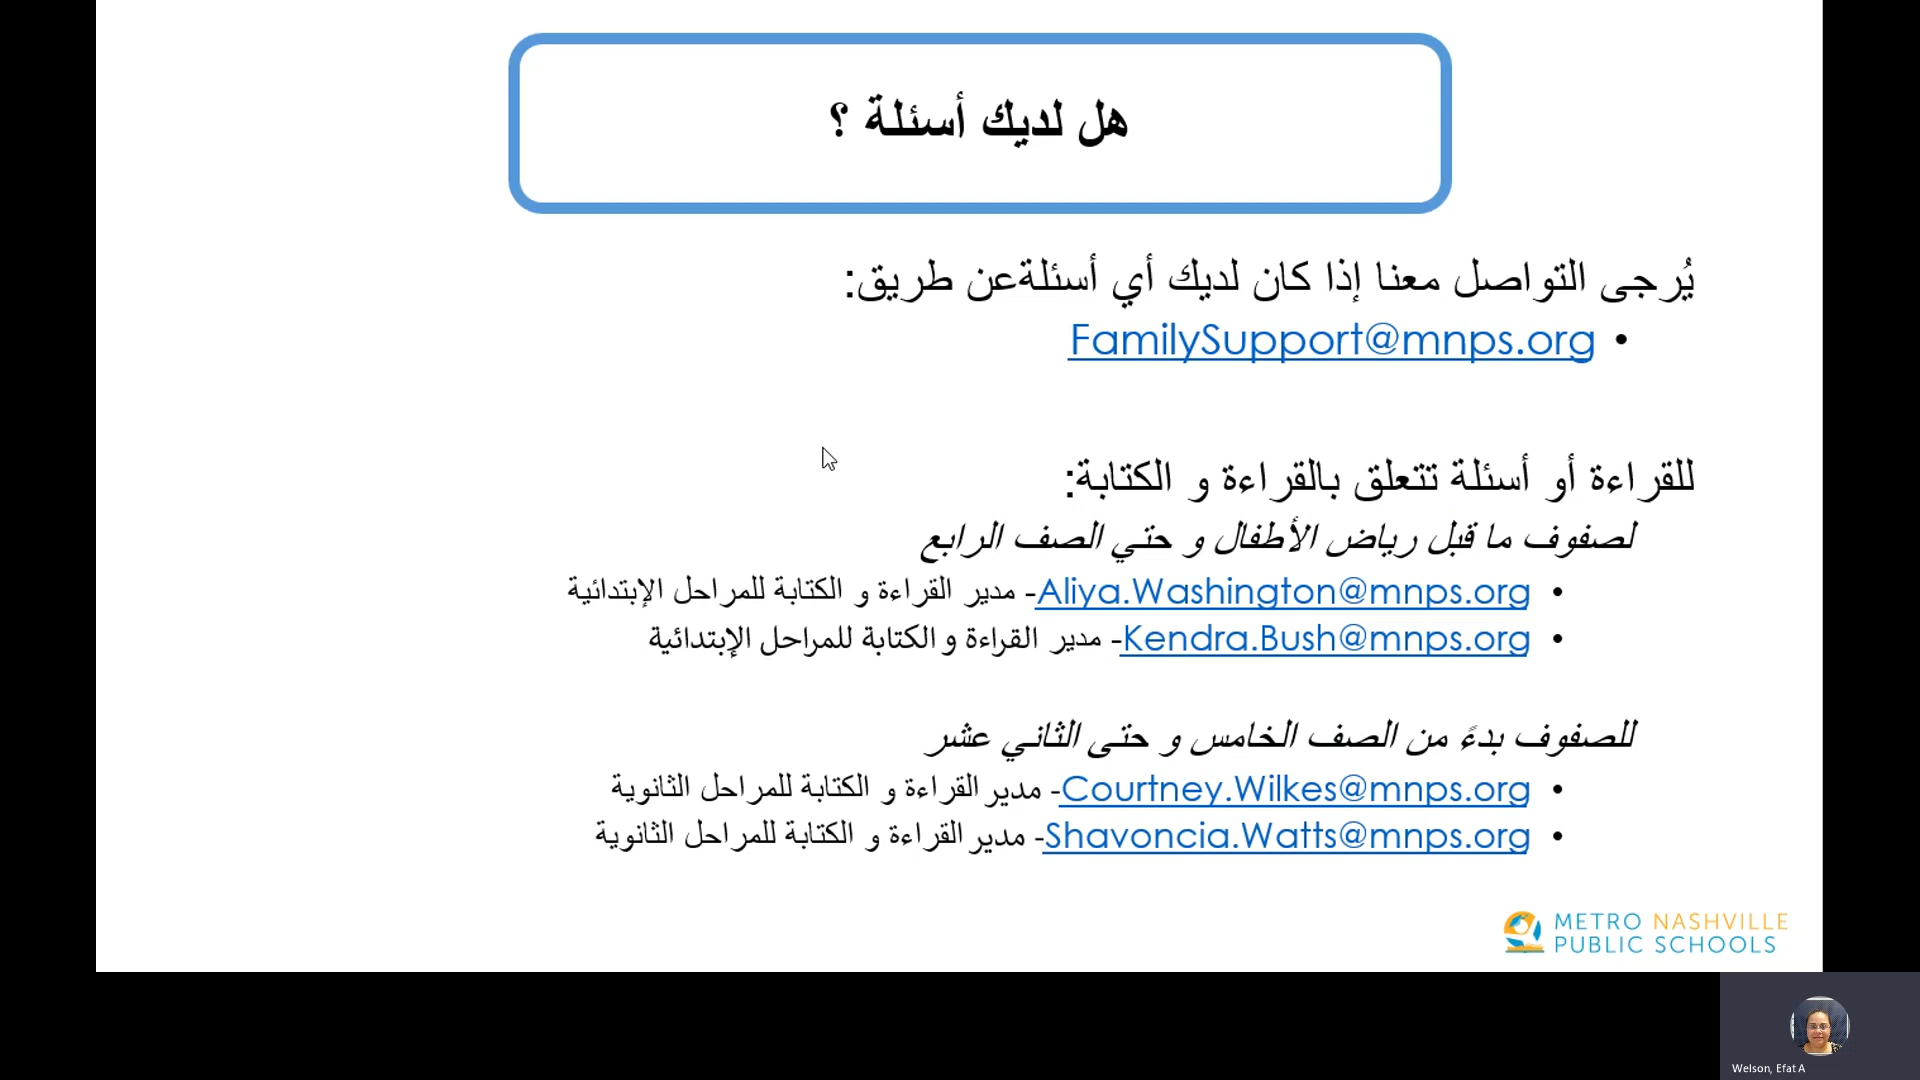 هل لديك أسئلة ؟
يُرجى التواصل معنا إذا كان لديك أي أسئلةعن طريق:
• FamilySupport@mnps.org
للقراءة أو أسئلة تتعلق بالقراءة و الكتابة:
لصفوف ما قبل رياض الأطفال و حتي الصف الرابع
• Aliya.Washington@mnps.org- مدير القراءة و الكتابة للمراحل الإبتدائية
• Kendra.Bush@mnps.org- مدير القراءة و الكتابة للمراحل الإبتدائية
للصفوف بدءً من الصف الخامس و حتى الثاني عشر
• Courtney.Wilkes@mnps.org- مدير القراءة و الكتابة للمراحل الثانوية
• Shavoncia.Watts@mnps.org- مدير القراءة و الكتابة للمراحل الثانوية
METRO NASHVILLE
PUBLIC SCHOOLS
Welson, Efat A